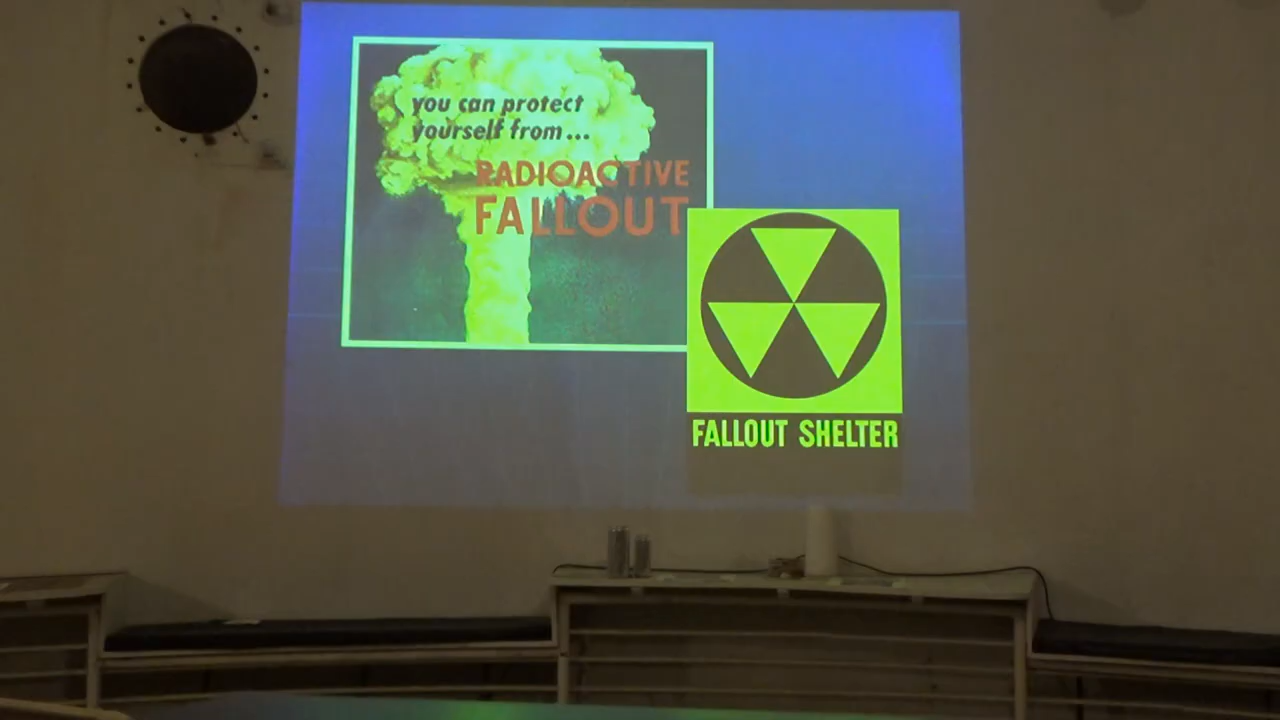 you can protect
yourself from...
RADIOACTIVE
FALLOUT
FALLOUT SHELTER